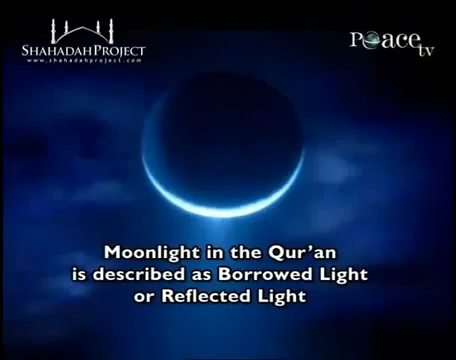 SHAHADAHPROJECT
www.shahadahproject.com
Peace tv
Moonlight in the Qur'an
is described as Borrowed Light
or Reflected Light